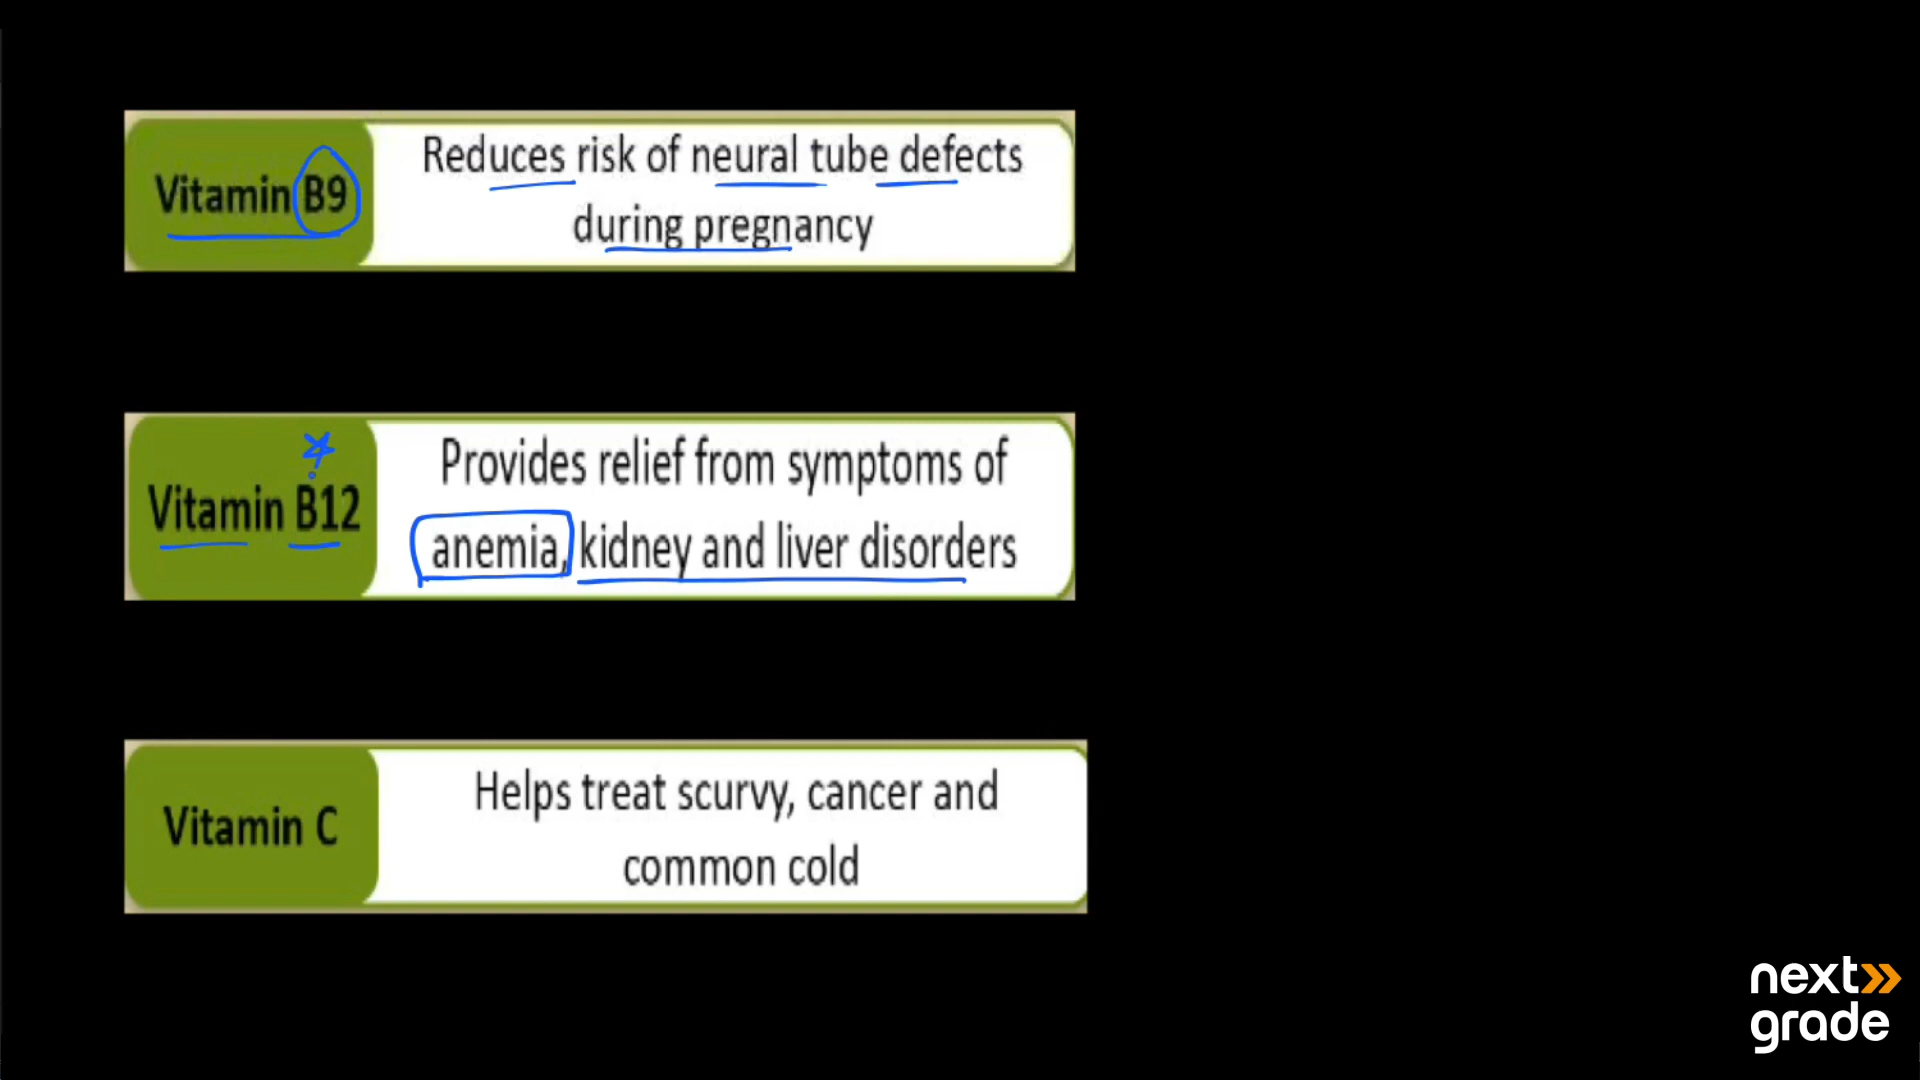 Vitamin B9
Reduces risk of neural tube defects
during pregnancy
Vitamin B12
Provides relief from symptoms of
anemia, kidney and liver disorders
Vitamin C
Helps treat scurvy, cancer and
common cold
next
grade